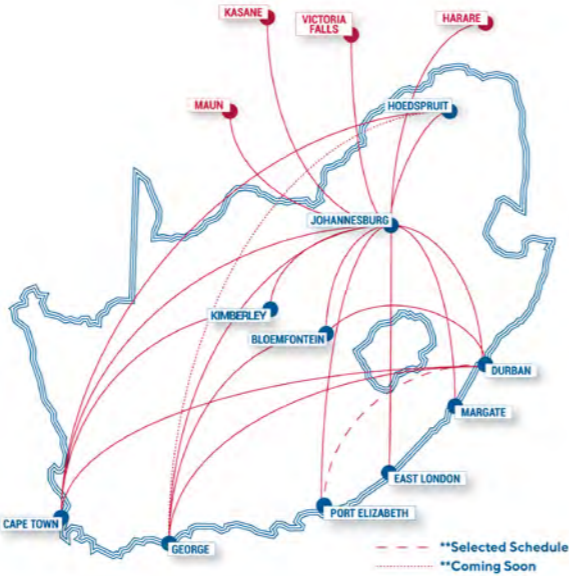 KASANE
VICTORIA
FALLS
HARARE
MAUN
HOEDSPRUIT
JOHANNESBURG
KIMBERLEY
BLOEMFONTEIN
DURBAN
MARGATE
EAST LONDON
PORT ELIZABETH
CAPE TOWN
GEORGE
**Selected Schedule
**Coming Soon